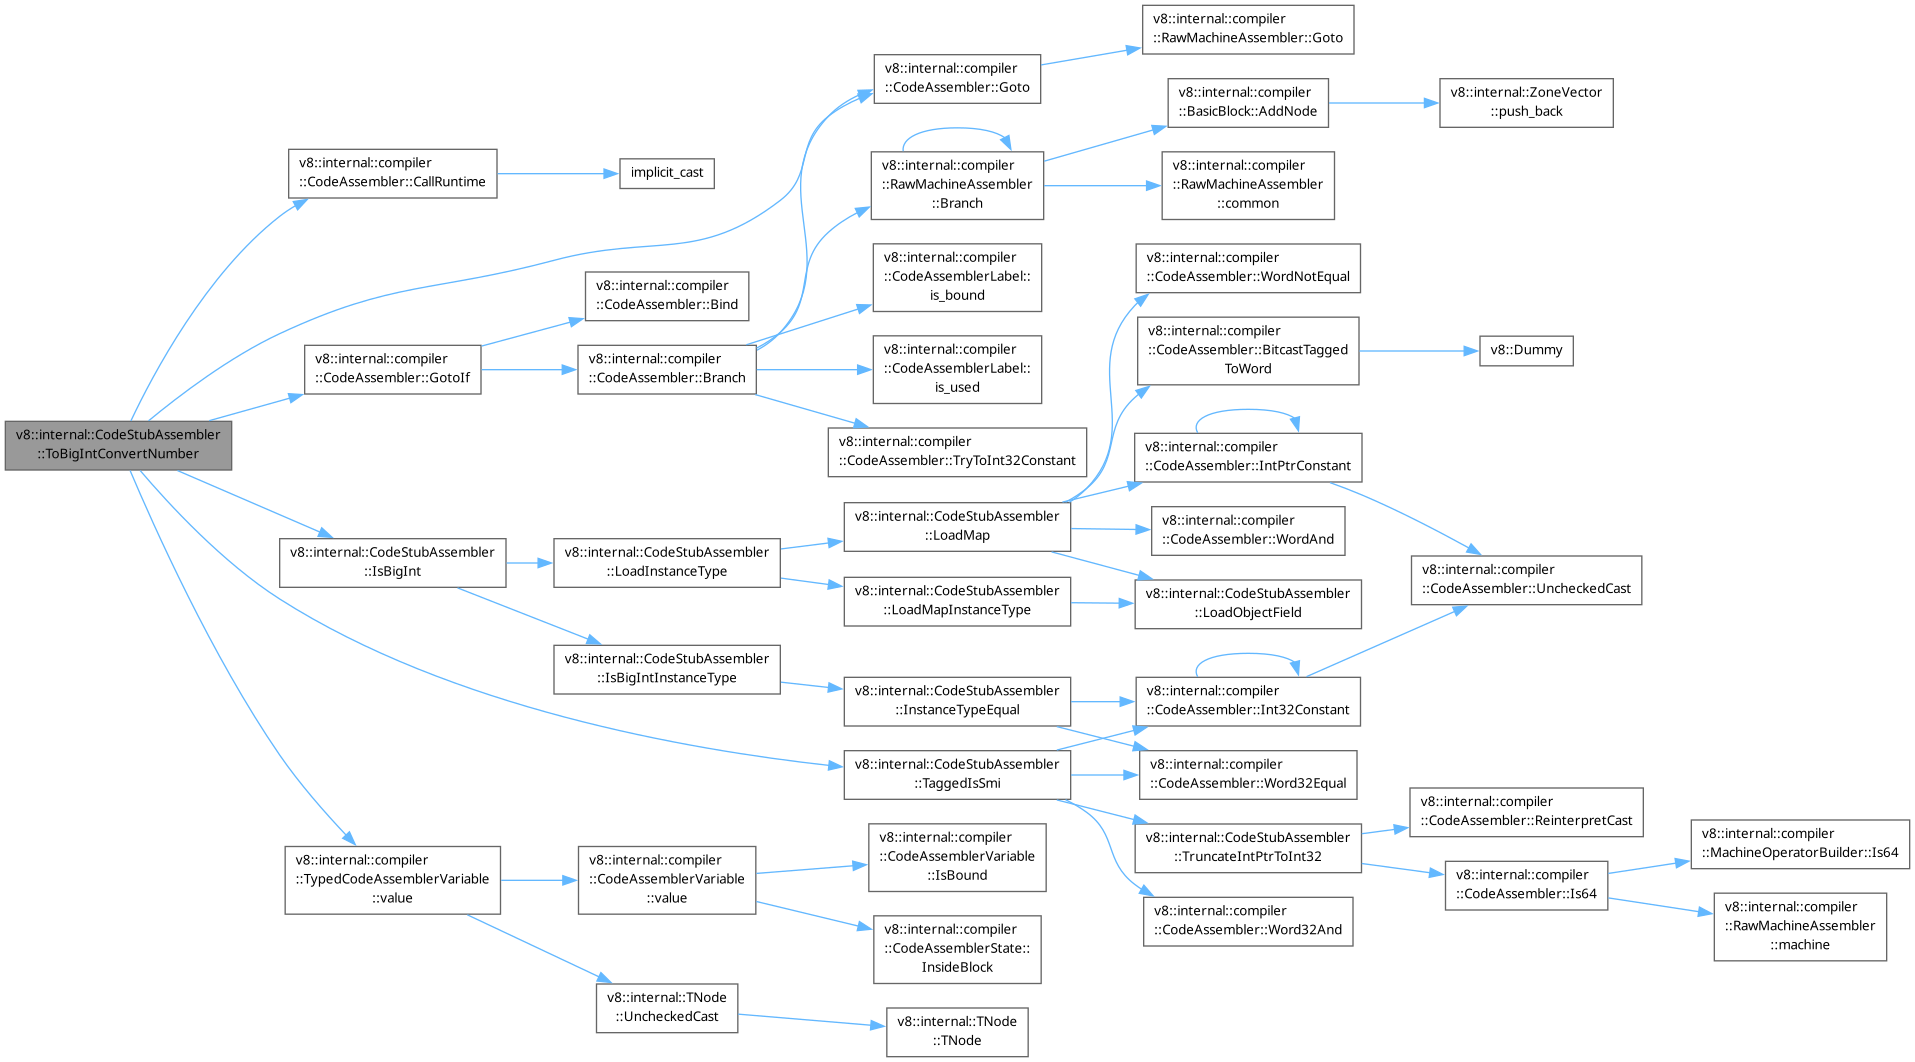 v8::internal::CodeStubAssembler
::ToBigIntConvertNumber
v8::internal::compiler
::CodeAssembler::CallRuntime
implicit_cast
v8::internal::compiler
::CodeAssembler::Goto
v8::internal::compiler
::RawMachineAssembler::Goto
v8::internal::compiler
::CodeAssembler::GotoIf
v8::internal::compiler
::CodeAssembler::Bind
v8::internal::compiler
::CodeAssembler::Branch
v8::internal::compiler
::RawMachineAssembler
::Branch
v8::internal::compiler
::BasicBlock::AddNode
v8::internal::ZoneVector
::push_back
v8::internal::compiler
::RawMachineAssembler
::common
v8::internal::compiler
::CodeAssemblerLabel::
is_bound
v8::internal::compiler
::CodeAssemblerLabel::
is_used
v8::internal::compiler
::CodeAssembler::TryToInt32Constant
v8::internal::CodeStubAssembler
::IsBigInt
v8::internal::CodeStubAssembler
::LoadInstanceType
v8::internal::CodeStubAssembler
::LoadMap
v8::internal::compiler
::CodeAssembler::WordNotEqual
v8::internal::compiler
::CodeAssembler::BitcastTagged
ToWord
v8::Dummy
v8::internal::compiler
::CodeAssembler::IntPtrConstant
v8::internal::compiler
::CodeAssembler::WordAnd
v8::internal::compiler
::CodeAssembler::UncheckedCast
v8::internal::CodeStubAssembler
::LoadMapInstanceType
v8::internal::CodeStubAssembler
::LoadObjectField
v8::internal::CodeStubAssembler
::IsBigIntInstanceType
v8::internal::CodeStubAssembler
::InstanceTypeEqual
v8::internal::compiler
::CodeAssembler::Int32Constant
v8::internal::CodeStubAssembler
::TaggedIsSmi
v8::internal::compiler
::CodeAssembler::Word32Equal
v8::internal::CodeStubAssembler
::TruncateIntPtrToInt32
v8::internal::compiler
::CodeAssembler::ReinterpretCast
v8::internal::compiler
::CodeAssembler::Is64
v8::internal::compiler
::MachineOperatorBuilder::Is64
v8::internal::compiler
::RawMachineAssembler
::machine
v8::internal::compiler
::CodeAssembler::Word32And
v8::internal::compiler
::TypedCodeAssemblerVariable
::value
v8::internal::compiler
::CodeAssemblerVariable
::value
v8::internal::compiler
::CodeAssemblerVariable
::IsBound
v8::internal::compiler
::CodeAssemblerState::
InsideBlock
v8::internal::TNode
::UncheckedCast
v8::internal::TNode
::TNode